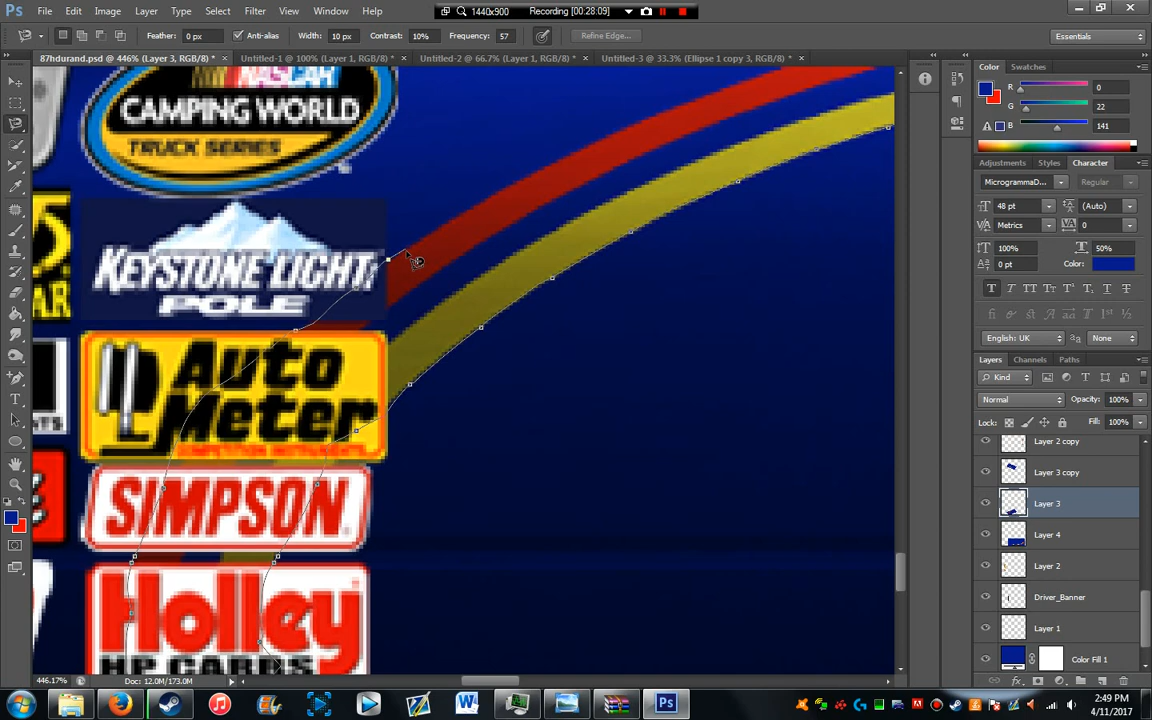 Ps File Edit Image Layer Type Select Filter 3D View Window Help
1440x900 Recording [00:28:09]
Feather: 0 px Anti-alias Width: 10 px Contrast: 10% Frequency: 57 Refine Edge... Essentials
87hdurand.psd @ 446% (Layer 3, RGB/8) * × Untitled-1 @ 100% (Layer 1, RGB/8) * × Untitled-2 @ 66.7% (Layer 1, RGB/8) * × Untitled-3 @ 33.3% (Ellipse 1 copy 3, RGB/8) * ×
Color Swatches
R 0
G 22
B 141
Adjustments Styles Character
MicrogrammaD... Regular
48 pt (Auto)
Metrics 0
100% 50%
0 pt Color:
English: UK aa None
Layers Channels Paths
Kind
Normal Opacity: 100%
Lock: Fill: 100%
Layer 2 copy
Layer 3 copy
Layer 3
Layer 4
Layer 2
Driver_Banner
Layer 1
Color Fill 1
NASCAR
CAMPING WORLD
TRUCK SERIES
KEYSTONE LIGHT
POLE
Auto
Meter
SIMPSON
Holley
HP CARBS
446.17% Doc: 12.0M/173.0M
2:49 PM
4/11/2017